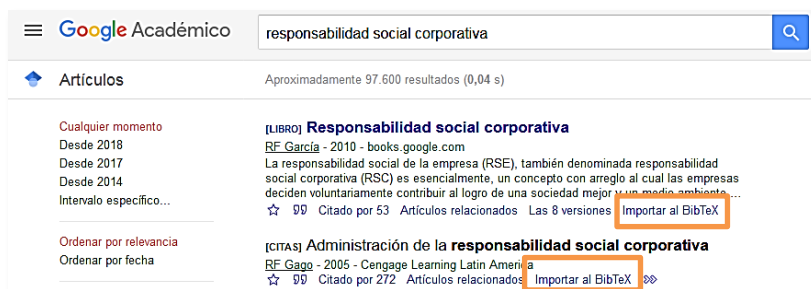 Google Académico
responsabilidad social corporativa
Artículos
Aproximadamente 97.600 resultados (0,04 s)
Cualquier momento
Desde 2018
Desde 2017
Desde 2014
Intervalo específico...
Ordenar por relevancia
Ordenar por fecha
[LIBRO] Responsabilidad social corporativa
RF García - 2010 - books.google.com
La responsabilidad social de la empresa (RSE), también denominada responsabilidad
social corporativa (RSC) es esencialmente, un concepto con arreglo al cual las empresas
deciden voluntariamente contribuir al logro de una sociedad mejor y un medio ambiente ...
Citado por 53 Artículos relacionados Las 8 versiones Importar al BibTeX
[CITAS] Administración de la responsabilidad social corporativa
RF Gago - 2005 - Cengage Learning Latin America
Citado por 272 Artículos relacionados Importar al BibTeX